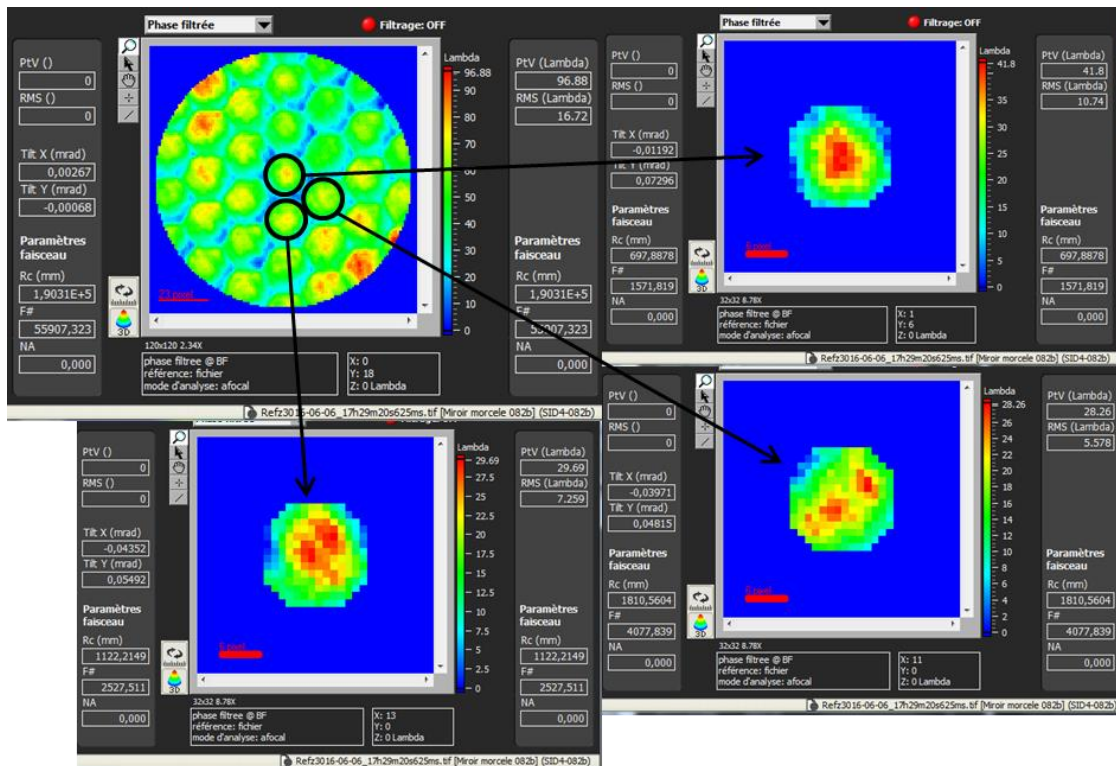 Phase filtrée
Filtrage: OFF
PtV ()
0
RMS ()
0
Tilt X (mrad)
0,00267
Tilt Y (mrad)
-0,00068
Paramètres
faisceau
Rc (mm)
1,9031E+5
F#
55907,323
NA
0,000
3D
Lambda
96.88
90
80
70
60
50
40
30
20
10
0
PtV (Lambda)
96.88
RMS (Lambda)
16.72
Paramètres
faisceau
Rc (mm)
1,9031E+5
F#
55907,323
NA
0,000
120x120 2.34X
phase filtree @ BF
référence: fichier
mode d'analyse: afocal
X: 0
Y: 18
Z: 0 Lambda
Refz3016-06-06_17h29m20s625ms.tif [Miroir morcele 082b] (SID4-082b)
Phase filtrée
Filtrage: OFF
PtV ()
0
RMS ()
0
Tilt X (mrad)
-0,01192
Tilt Y (mrad)
0,07296
Paramètres
faisceau
Rc (mm)
697,8878
F#
1571,819
NA
0,000
3D
Lambda
41.8
35
30
25
20
15
10
5
0
PtV (Lambda)
41.8
RMS (Lambda)
10.74
Paramètres
faisceau
Rc (mm)
697,8878
F#
1571,819
NA
0,000
32x32 8.78X
phase filtree @ BF
référence: fichier
mode d'analyse: afocal
X: 1
Y: 6
Z: 0 Lambda
Refz3016-06-06_17h29m20s625ms.tif [Miroir morcele 082b] (SID4-082b)
PtV ()
0
RMS ()
0
Tilt X (mrad)
-0,04352
Tilt Y (mrad)
0,05492
Paramètres
faisceau
Rc (mm)
1122,2149
F#
2527,511
NA
0,000
3D
Lambda
29.69
27.5
25
22.5
20
17.5
15
12.5
10
7.5
5
2.5
0
PtV (Lambda)
29.69
RMS (Lambda)
7.259
Paramètres
faisceau
Rc (mm)
1122,2149
F#
2527,511
NA
0,000
32x32 8.78X
phase filtree @ BF
référence: fichier
mode d'analyse: afocal
X: 13
Y: 0
Z: 0 Lambda
Refz3016-06-06_17h29m20s625ms.tif [Miroir morcele 082b] (SID4-082b)
PtV ()
0
RMS ()
0
Tilt X (mrad)
-0,03971
Tilt Y (mrad)
0,04815
Paramètres
faisceau
Rc (mm)
1810,5604
F#
4077,839
NA
0,000
3D
Lambda
28.26
26
24
22
20
18
16
14
12
10
8
6
4
2
0
PtV (Lambda)
28.26
RMS (Lambda)
5.578
Paramètres
faisceau
Rc (mm)
1810,5604
F#
4077,839
NA
0,000
32x32 8.78X
phase filtree @ BF
référence: fichier
mode d'analyse: afocal
X: 11
Y: 0
Z: 0 Lambda
Refz3016-06-06_17h29m20s625ms.tif [Miroir morcele 082b] (SID4-082b)